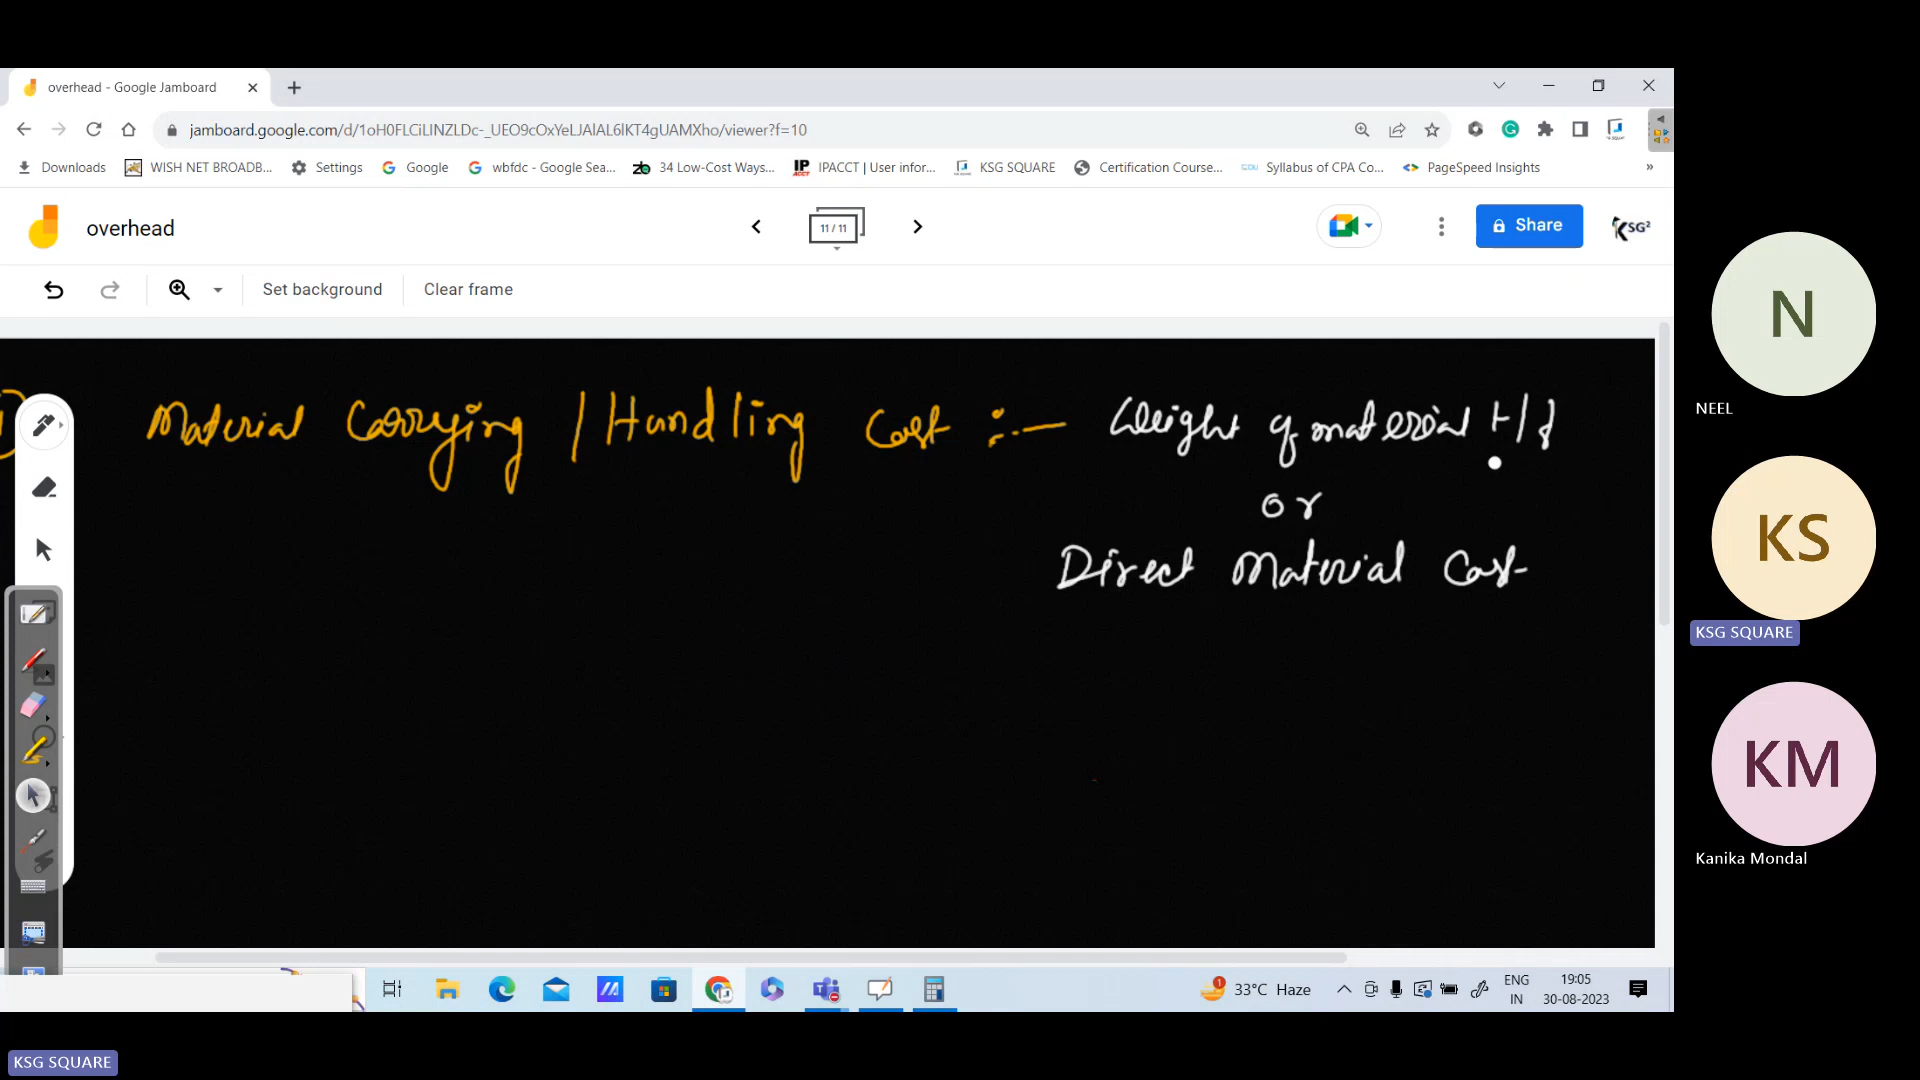 overhead - Google Jamboard
jamboard.google.com/d/1oH0FLCiLINZLDc-_UEO9cOxYeLJAlAL6lKT4gUAMXho/viewer?f=10
Downloads WISH NET BROADB... Settings Google wbfdc - Google Sea... 34 Low-Cost Ways... IPACCT | User infor... KSG SQUARE Certification Course... Syllabus of CPA Co... PageSpeed Insights »
overhead 11 / 11 Share KSG²
Set background Clear frame
Material Carrying / Handling Cost :- Weight of material H/d
or
Direct Material Cost
N
NEEL
KS
KSG SQUARE
KM
Kanika Mondal
1 33°C Haze ENG IN 19:05 30-08-2023
KSG SQUARE